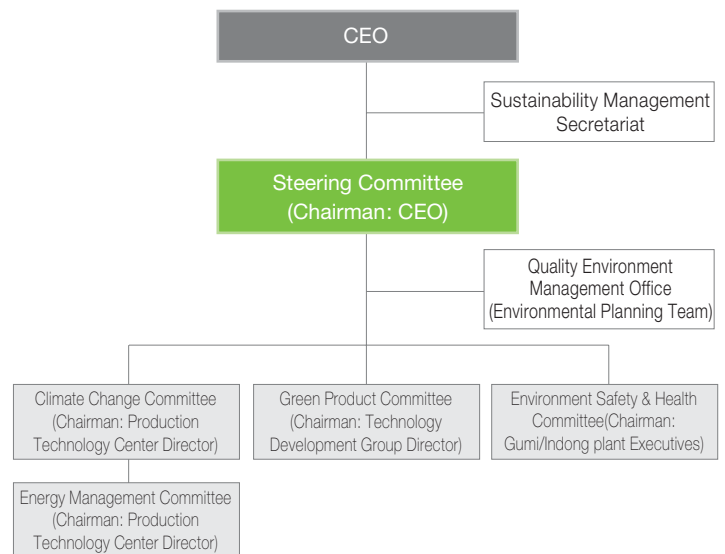 CEO
Sustainability Management
Secretariat
Steering Committee
(Chairman: CEO)
Quality Environment
Management Office
(Environmental Planning Team)
Climate Change Committee
(Chairman: Production
Technology Center Director)
Green Product Committee
(Chairman: Technology
Development Group Director)
Environment Safety & Health
Committee(Chairman:
Gumi/Indong plant Executives)
Energy Management Committee
(Chairman: Production
Technology Center Director)